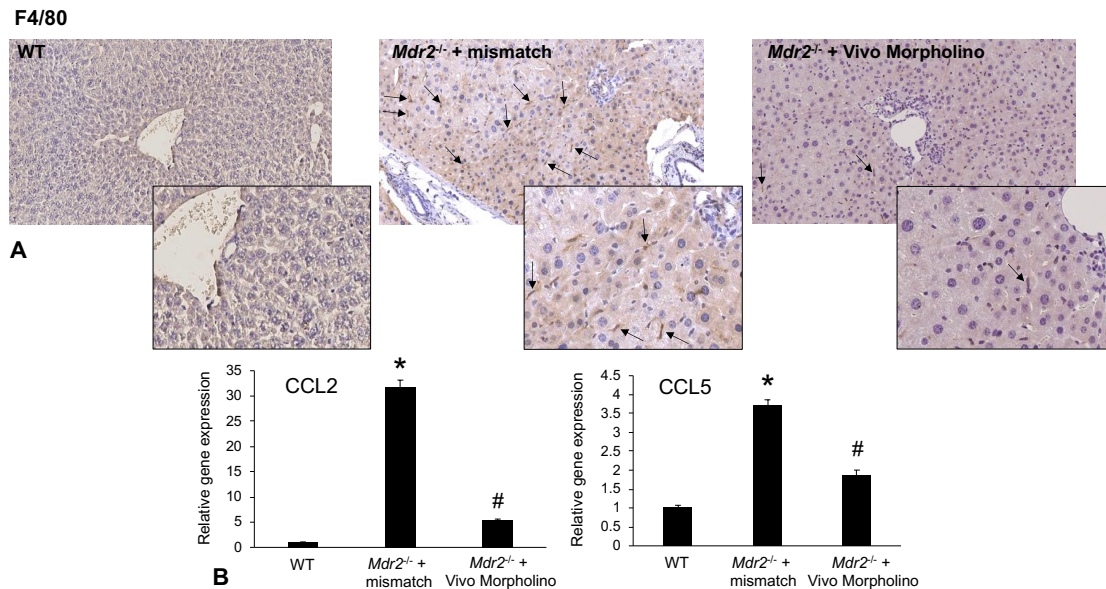 F4/80
WT
Mdr2-/- + mismatch
Mdr2-/- + Vivo Morpholino
A
Relative gene expression
35
30
25
20
15
10
5
0
CCL2
*
#
WT
Mdr2-/- +
mismatch
Mdr2-/- +
Vivo Morpholino
Relative gene expression
4.5
4
3.5
3
2.5
2
1.5
1
0.5
0
CCL5
*
#
WT
Mdr2-/- +
mismatch
Mdr2-/- +
Vivo Morpholino
B